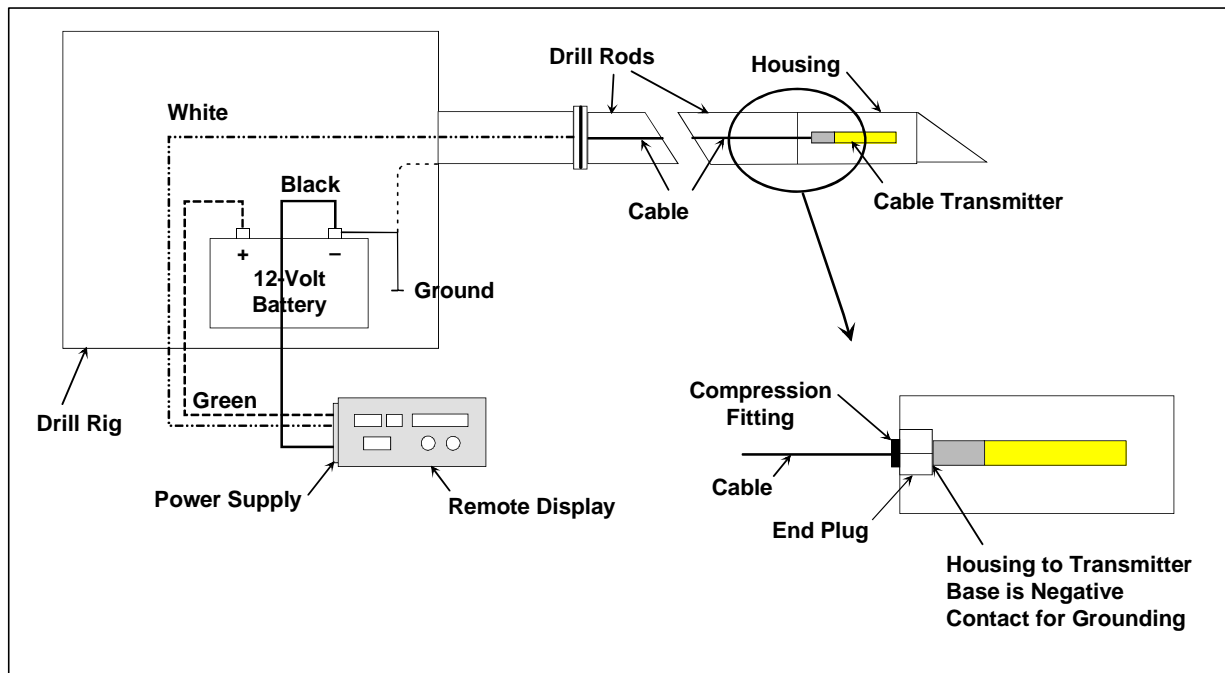 Drill Rods
Housing
White
Black
Cable
Cable Transmitter
+
−
12-Volt
Battery
Ground
Green
Drill Rig
Power Supply
Remote Display
Compression
Fitting
Cable
End Plug
Housing to Transmitter
Base is Negative
Contact for Grounding